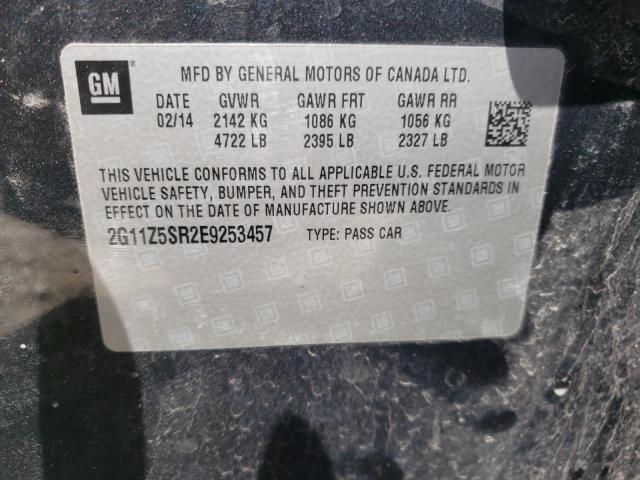 GM
®
MFD BY GENERAL MOTORS OF CANADA LTD.
DATE GVWR GAWR FRT GAWR RR
02/14 2142 KG 1086 KG 1056 KG
4722 LB 2395 LB 2327 LB
THIS VEHICLE CONFORMS TO ALL APPLICABLE U.S. FEDERAL MOTOR
VEHICLE SAFETY, BUMPER, AND THEFT PREVENTION STANDARDS IN
EFFECT ON THE DATE OF MANUFACTURE SHOWN ABOVE.
2G11Z5SR2E9253457 TYPE: PASS CAR